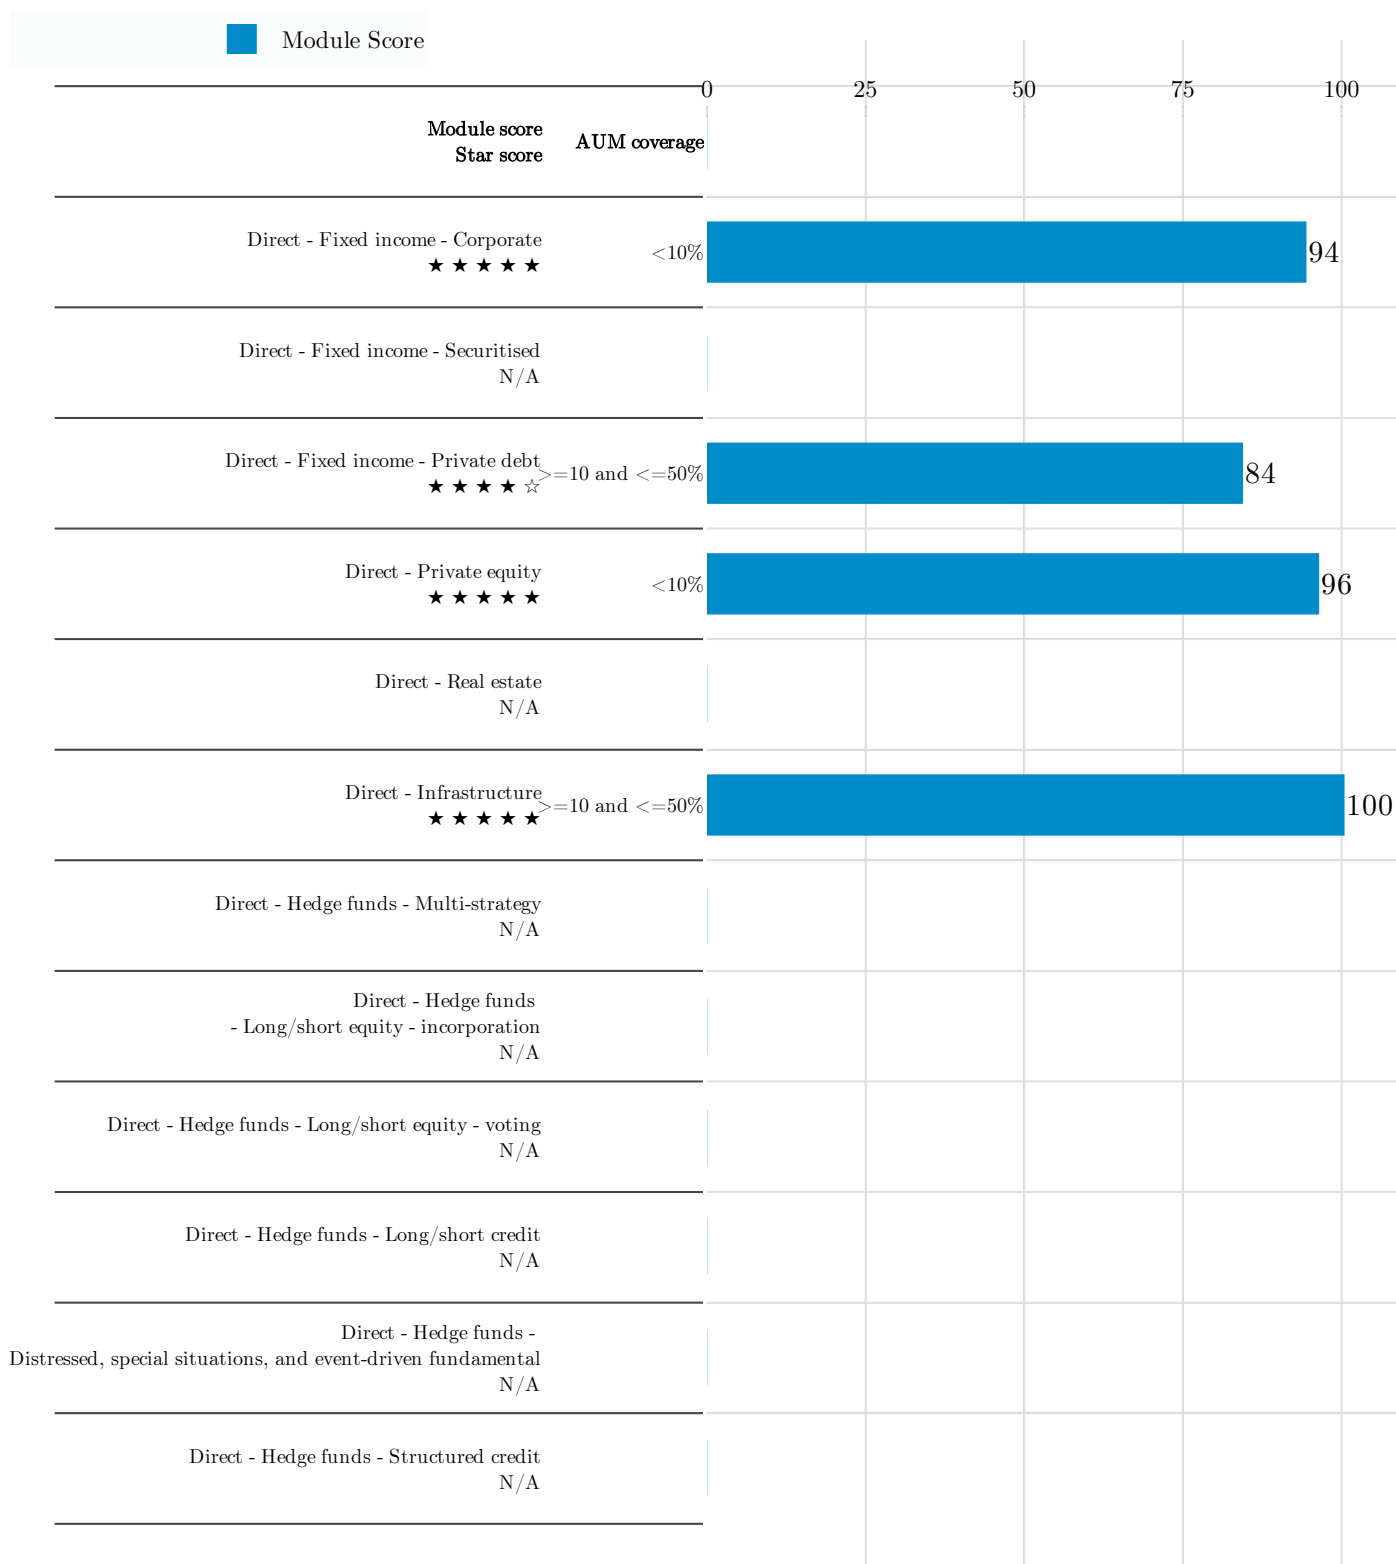 Module Score
0 25 50 75 100
Module score
Star score
AUM coverage
Direct - Fixed income - Corporate
★ ★ ★ ★ ★
<10%
94
Direct - Fixed income - Securitised
N/A
Direct - Fixed income - Private debt
★ ★ ★ ★ ☆
>=10 and <=50%
84
Direct - Private equity
★ ★ ★ ★ ★
<10%
96
Direct - Real estate
N/A
Direct - Infrastructure
★ ★ ★ ★ ★
>=10 and <=50%
100
Direct - Hedge funds - Multi-strategy
N/A
Direct - Hedge funds
- Long/short equity - incorporation
N/A
Direct - Hedge funds - Long/short equity - voting
N/A
Direct - Hedge funds - Long/short credit
N/A
Direct - Hedge funds -
Distressed, special situations, and event-driven fundamental
N/A
Direct - Hedge funds - Structured credit
N/A